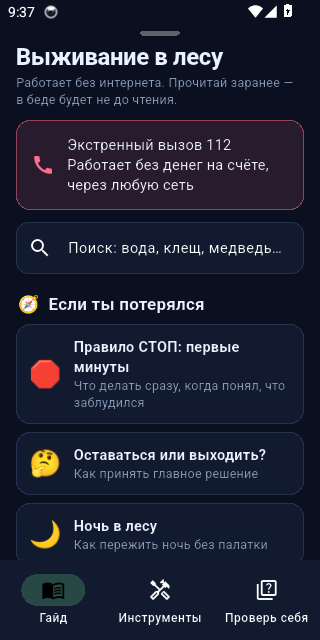 9:37
Выживание в лесу
Работает без интернета. Прочитай заранее —
в беде будет не до чтения.
Экстренный вызов 112
Работает без денег на счёте,
через любую сеть
Поиск: вода, клещ, медведь…
Если ты потерялся
Правило СТОП: первые
минуты
Что делать сразу, когда понял, что
заблудился
Оставаться или выходить?
Как принять главное решение
Ночь в лесу
Как пережить ночь без палатки
Гайд
Инструменты
Проверь себя